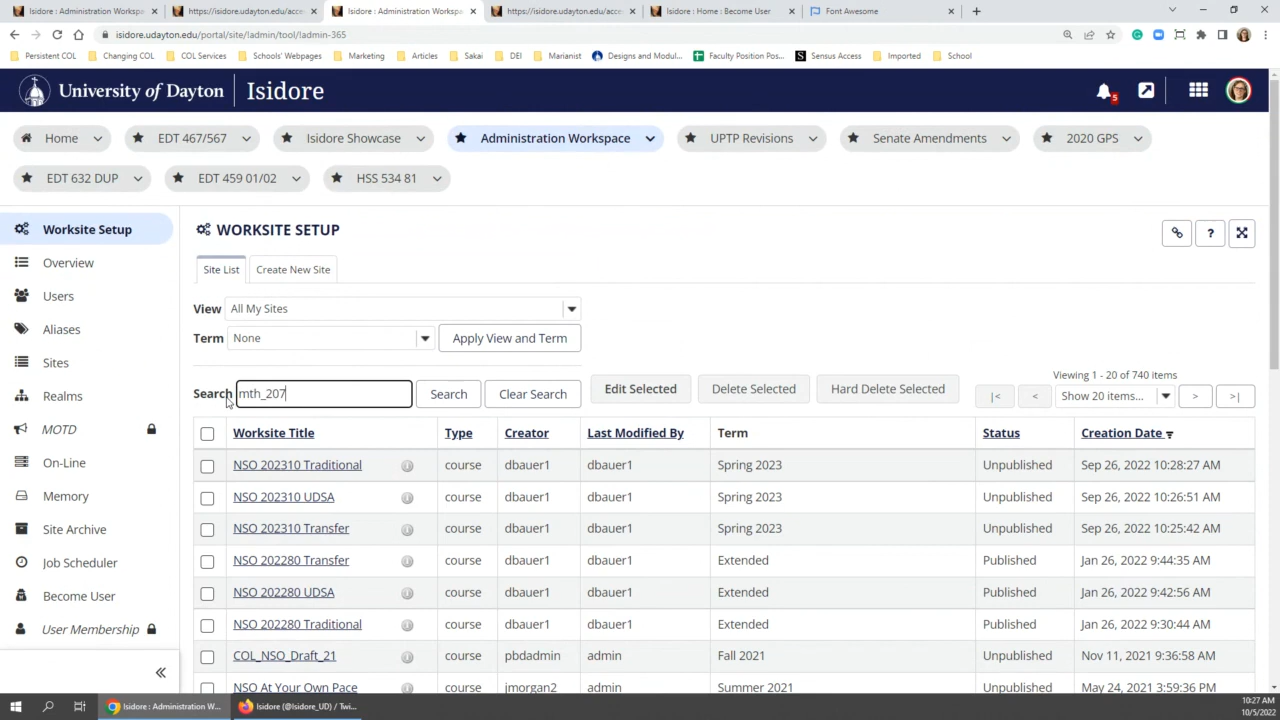 Isidore : Administration Workspa
https://isidore.udayton.edu/acce
Isidore : Administration Workspa
https://isidore.udayton.edu/acce
Isidore : Home : Become User
Font Awesome
isidore.udayton.edu/portal/site/!admin/tool/!admin-365
Persistent COL
Changing COL
COL Services
Schools' Webpages
Marketing
Articles
Sakai
DEI
Marianist
Designs and Modul...
Faculty Position Pos...
Sensus Access
Imported
School
University of Dayton
Isidore
5
Home
EDT 467/567
Isidore Showcase
Administration Workspace
UPTP Revisions
Senate Amendments
2020 GPS
EDT 632 DUP
EDT 459 01/02
HSS 534 81
Worksite Setup
Overview
Users
Aliases
Sites
Realms
MOTD
On-Line
Memory
Site Archive
Job Scheduler
Become User
User Membership
WORKSITE SETUP
?
Site List
Create New Site
View All My Sites
Term None Apply View and Term
Search mth_207 Search Clear Search Edit Selected Delete Selected Hard Delete Selected
Viewing 1 - 20 of 740 items
|< < Show 20 items... > >|
Worksite Title Type Creator Last Modified By Term Status Creation Date
NSO 202310 Traditional course dbauer1 dbauer1 Spring 2023 Unpublished Sep 26, 2022 10:28:27 AM
NSO 202310 UDSA course dbauer1 dbauer1 Spring 2023 Unpublished Sep 26, 2022 10:26:51 AM
NSO 202310 Transfer course dbauer1 dbauer1 Spring 2023 Unpublished Sep 26, 2022 10:25:42 AM
NSO 202280 Transfer course dbauer1 dbauer1 Extended Published Jan 26, 2022 9:44:35 AM
NSO 202280 UDSA course dbauer1 dbauer1 Extended Published Jan 26, 2022 9:42:56 AM
NSO 202280 Traditional course dbauer1 dbauer1 Extended Published Jan 26, 2022 9:30:44 AM
COL_NSO_Draft_21 course pbdadmin admin Fall 2021 Unpublished Nov 11, 2021 9:36:58 AM
NSO At Your Own Pace course jmorgan2 admin Summer 2021 Unpublished May 24, 2021 3:59:36 PM
Isidore : Administration W...
Isidore (@Isidore_UD) / Twi...
10:27 AM
10/5/2022